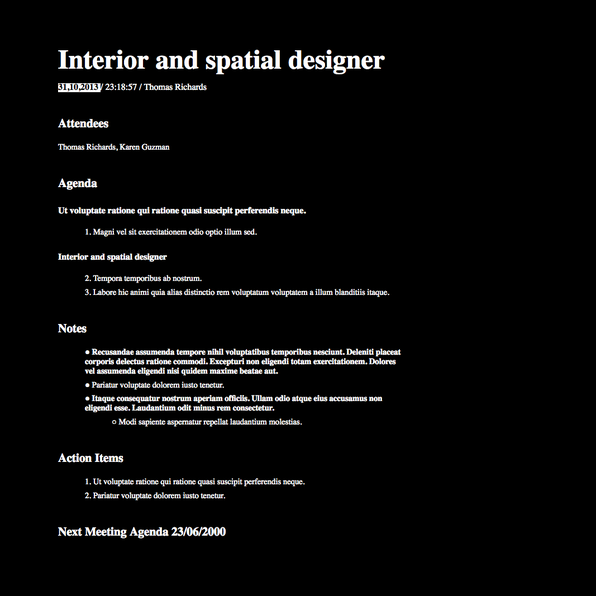 Interior and spatial designer
31.10.2013 / 23:18:57 / Thomas Richards
Attendees
Thomas Richards, Karen Guzman
Agenda
Ut voluptate ratione qui ratione quasi suscipit perferendis neque.
1. Magni vel sit exercitationem odio optio illum sed.
Interior and spatial designer
2. Tempora temporibus ab nostrum.
3. Labore hic animi quia alias distinctio rem voluptatum voluptatem a illum blanditiis itaque.
Notes
● Recusandae assumenda tempore nihil voluptatibus temporibus nesciunt. Deleniti placeat
corporis delectus ratione commodi. Excepturi non eligendi totam exercitationem. Dolores
vel assumenda eligendi nisi quidem maxime beatae aut.
● Pariatur voluptate dolorem iusto tenetur.
● Itaque consequatur nostrum aperiam officiis. Ullam odio atque eius accusamus non
eligendi esse. Laudantium odit minus rem consectetur.
○ Modi sapiente aspernatur repellat laudantium molestias.
Action Items
1. Ut voluptate ratione qui ratione quasi suscipit perferendis neque.
2. Pariatur voluptate dolorem iusto tenetur.
Next Meeting Agenda 23/06/2000